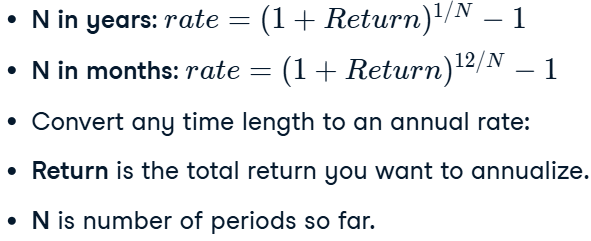 • N in years: rate = (1 + Return)^{1/N} − 1
• N in months: rate = (1 + Return)^{12/N} − 1
• Convert any time length to an annual rate:
• Return is the total return you want to annualize.
• N is number of periods so far.